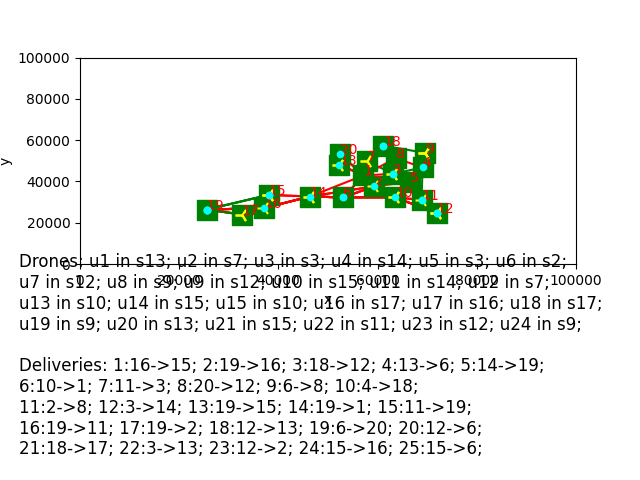 100000
80000
60000
40000
20000
0
y
20000
40000
60000
80000
100000
x
Drones: u1 in s13; u2 in s7; u3 in s3; u4 in s14; u5 in s3; u6 in s2;
u7 in s12; u8 in s9; u9 in s12; u10 in s15; u11 in s14; u12 in s7;
u13 in s10; u14 in s15; u15 in s10; u16 in s17; u17 in s16; u18 in s17;
u19 in s9; u20 in s13; u21 in s15; u22 in s11; u23 in s12; u24 in s9;
Deliveries: 1:16->15; 2:19->16; 3:18->12; 4:13->6; 5:14->19;
6:10->1; 7:11->3; 8:20->12; 9:6->8; 10:4->18;
11:2->8; 12:3->14; 13:19->15; 14:19->1; 15:11->19;
16:19->11; 17:19->2; 18:12->13; 19:6->20; 20:12->6;
21:18->17; 22:3->13; 23:12->2; 24:15->16; 25:15->6;